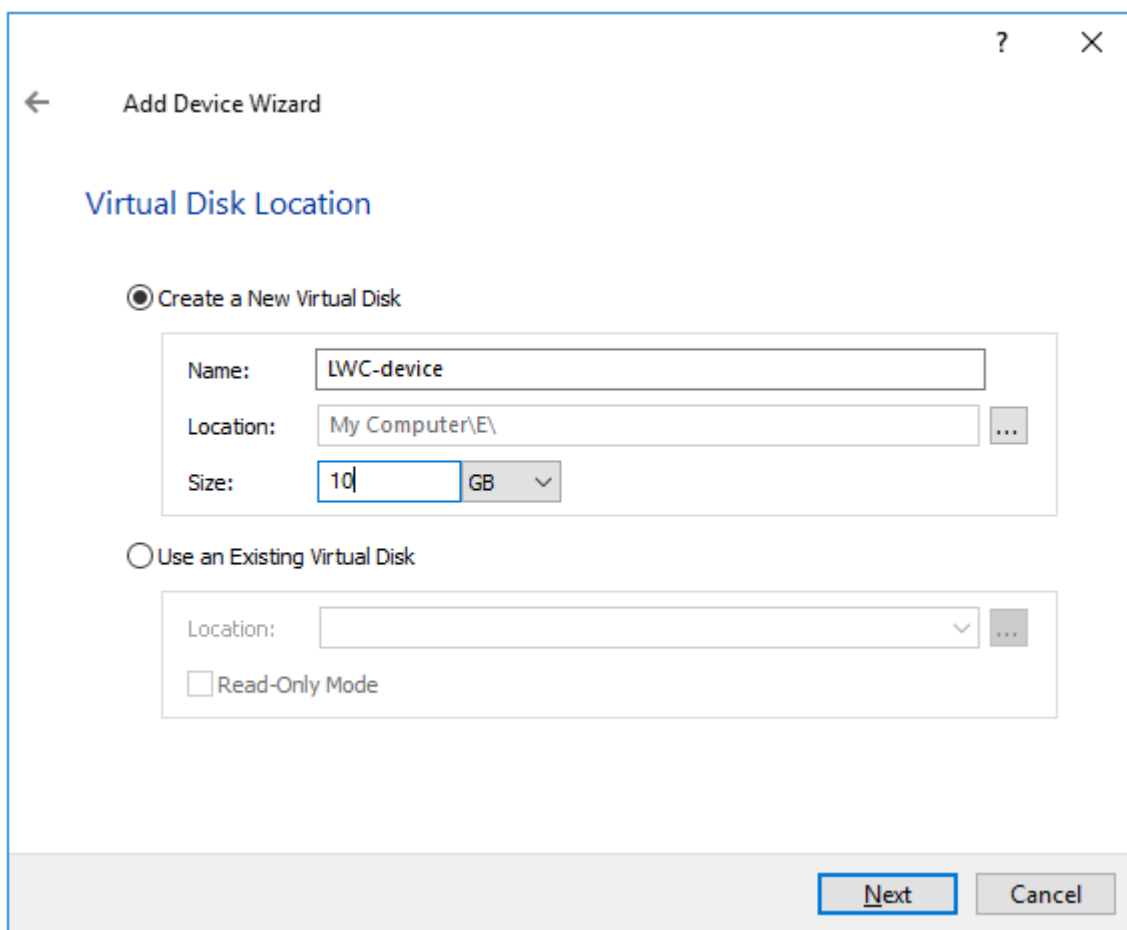 ?
Add Device Wizard
Virtual Disk Location
Create a New Virtual Disk
Name: LWC-device
Location: My Computer\E\ ...
Size: 10 GB
Use an Existing Virtual Disk
Location: ...
Read-Only Mode
Next Cancel